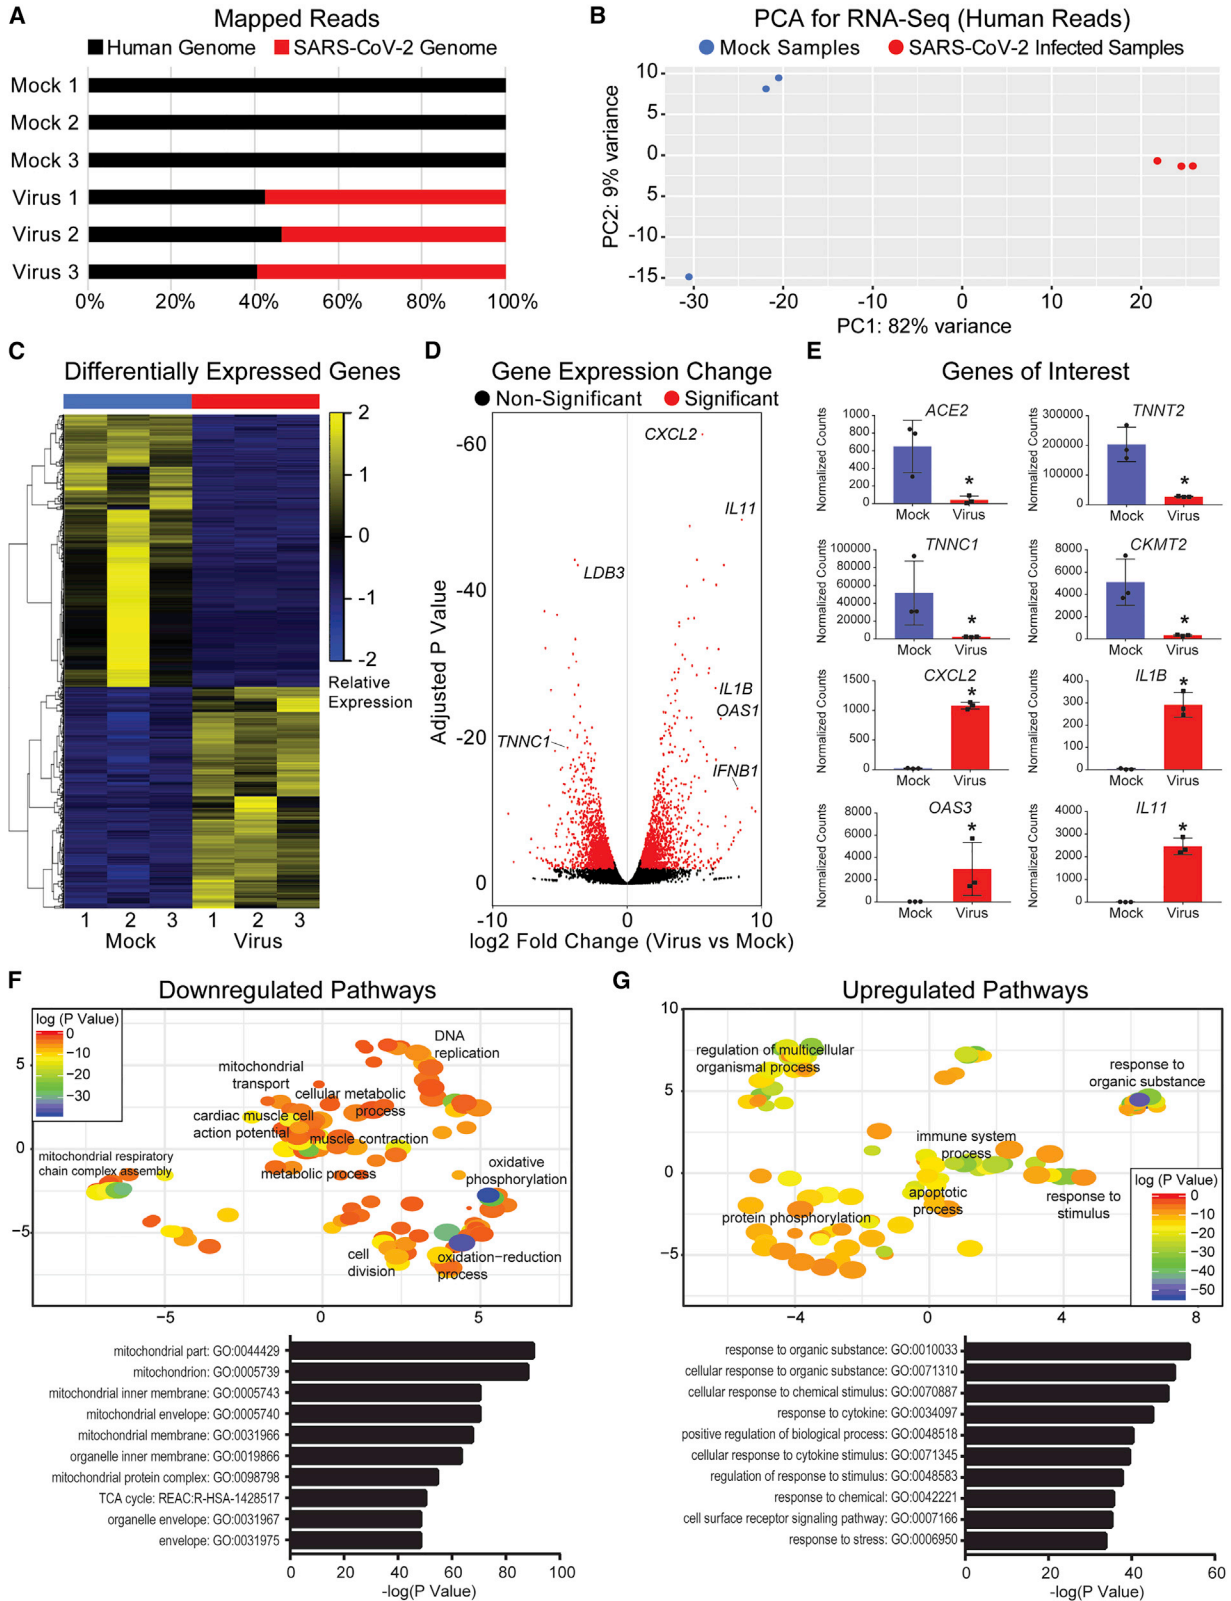 A
Mapped Reads
Human Genome SARS-CoV-2 Genome
Mock 1
Mock 2
Mock 3
Virus 1
Virus 2
Virus 3
0% 20% 40% 60% 80% 100%
B
PCA for RNA-Seq (Human Reads)
Mock Samples SARS-CoV-2 Infected Samples
PC2: 9% variance
10
5
0
5
-10
-15
-30 -20 -10 0 10 20
PC1: 82% variance
C
Differentially Expressed Genes
2
1
0
-1
-2
Relative
Expression
1 2 3 1 2 3
Mock Virus
D
Gene Expression Change
Non-Significant Significant
Adjusted P Value
-60
-40
-20
0
CXCL2
IL11
LDB3
IL1B
OAS1
TNNC1
IFNB1
-10 0 10
log2 Fold Change (Virus vs Mock)
E
Genes of Interest
ACE2
Normalized Counts
1000
800
600
400
200
0
*
Mock Virus
TNNT2
Normalized Counts
300000
200000
100000
0
*
Mock Virus
TNNC1
Normalized Counts
100000
80000
60000
40000
20000
0
*
Mock Virus
CKMT2
Normalized Counts
8000
6000
4000
2000
0
*
Mock Virus
CXCL2
Normalized Counts
1500
1000
500
0
*
Mock Virus
IL1B
Normalized Counts
400
300
200
100
0
*
Mock Virus
OAS3
Normalized Counts
8000
6000
4000
2000
0
*
Mock Virus
IL11
Normalized Counts
4000
3000
2000
1000
0
*
Mock Virus
F
Downregulated Pathways
log (P Value)
0
−10
−20
−30
5
0
−5
DNA
replication
mitochondrial
transport
cellular metabolic
process
cardiac muscle cell
action potential
muscle contraction
mitochondrial respiratory
chain complex assembly
metabolic process
oxidative
phosphorylation
cell
division
oxidation−reduction
process
−5 0 5
mitochondrial part: GO:0044429
mitochondrion: GO:0005739
mitochondrial inner membrane: GO:0005743
mitochondrial envelope: GO:0005740
mitochondrial membrane: GO:0031966
organelle inner membrane: GO:0019866
mitochondrial protein complex: GO:0098798
TCA cycle: REAC:R-HSA-1428517
organelle envelope: GO:0031967
envelope: GO:0031975
0 20 40 60 80 100
-log(P Value)
G
Upregulated Pathways
10
5
0
−5
regulation of multicellular
organismal process
response to
organic substance
immune system
process
apoptotic
process
response to
stimulus
protein phosphorylation
log (P Value)
0
−10
−20
−30
−40
−50
−4 0 4 8
response to organic substance: GO:0010033
cellular response to organic substance: GO:0071310
cellular response to chemical stimulus: GO:0070887
response to cytokine: GO:0034097
positive regulation of biological process: GO:0048518
cellular response to cytokine stimulus: GO:0071345
regulation of response to stimulus: GO:0048583
response to chemical: GO:0042221
cell surface receptor signaling pathway: GO:0007166
response to stress: GO:0006950
0 20 40 60
-log(P Value)